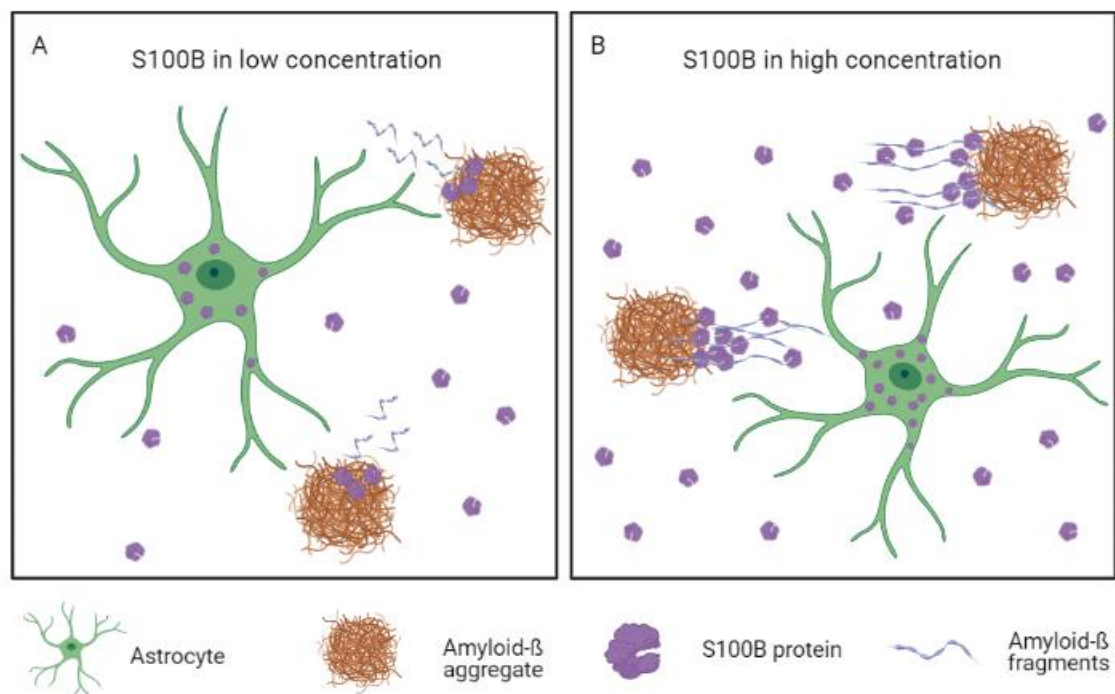 A
S100B in low concentration
B
S100B in high concentration
Astrocyte
Amyloid-ß
aggregate
S100B protein
Amyloid-ß
fragments